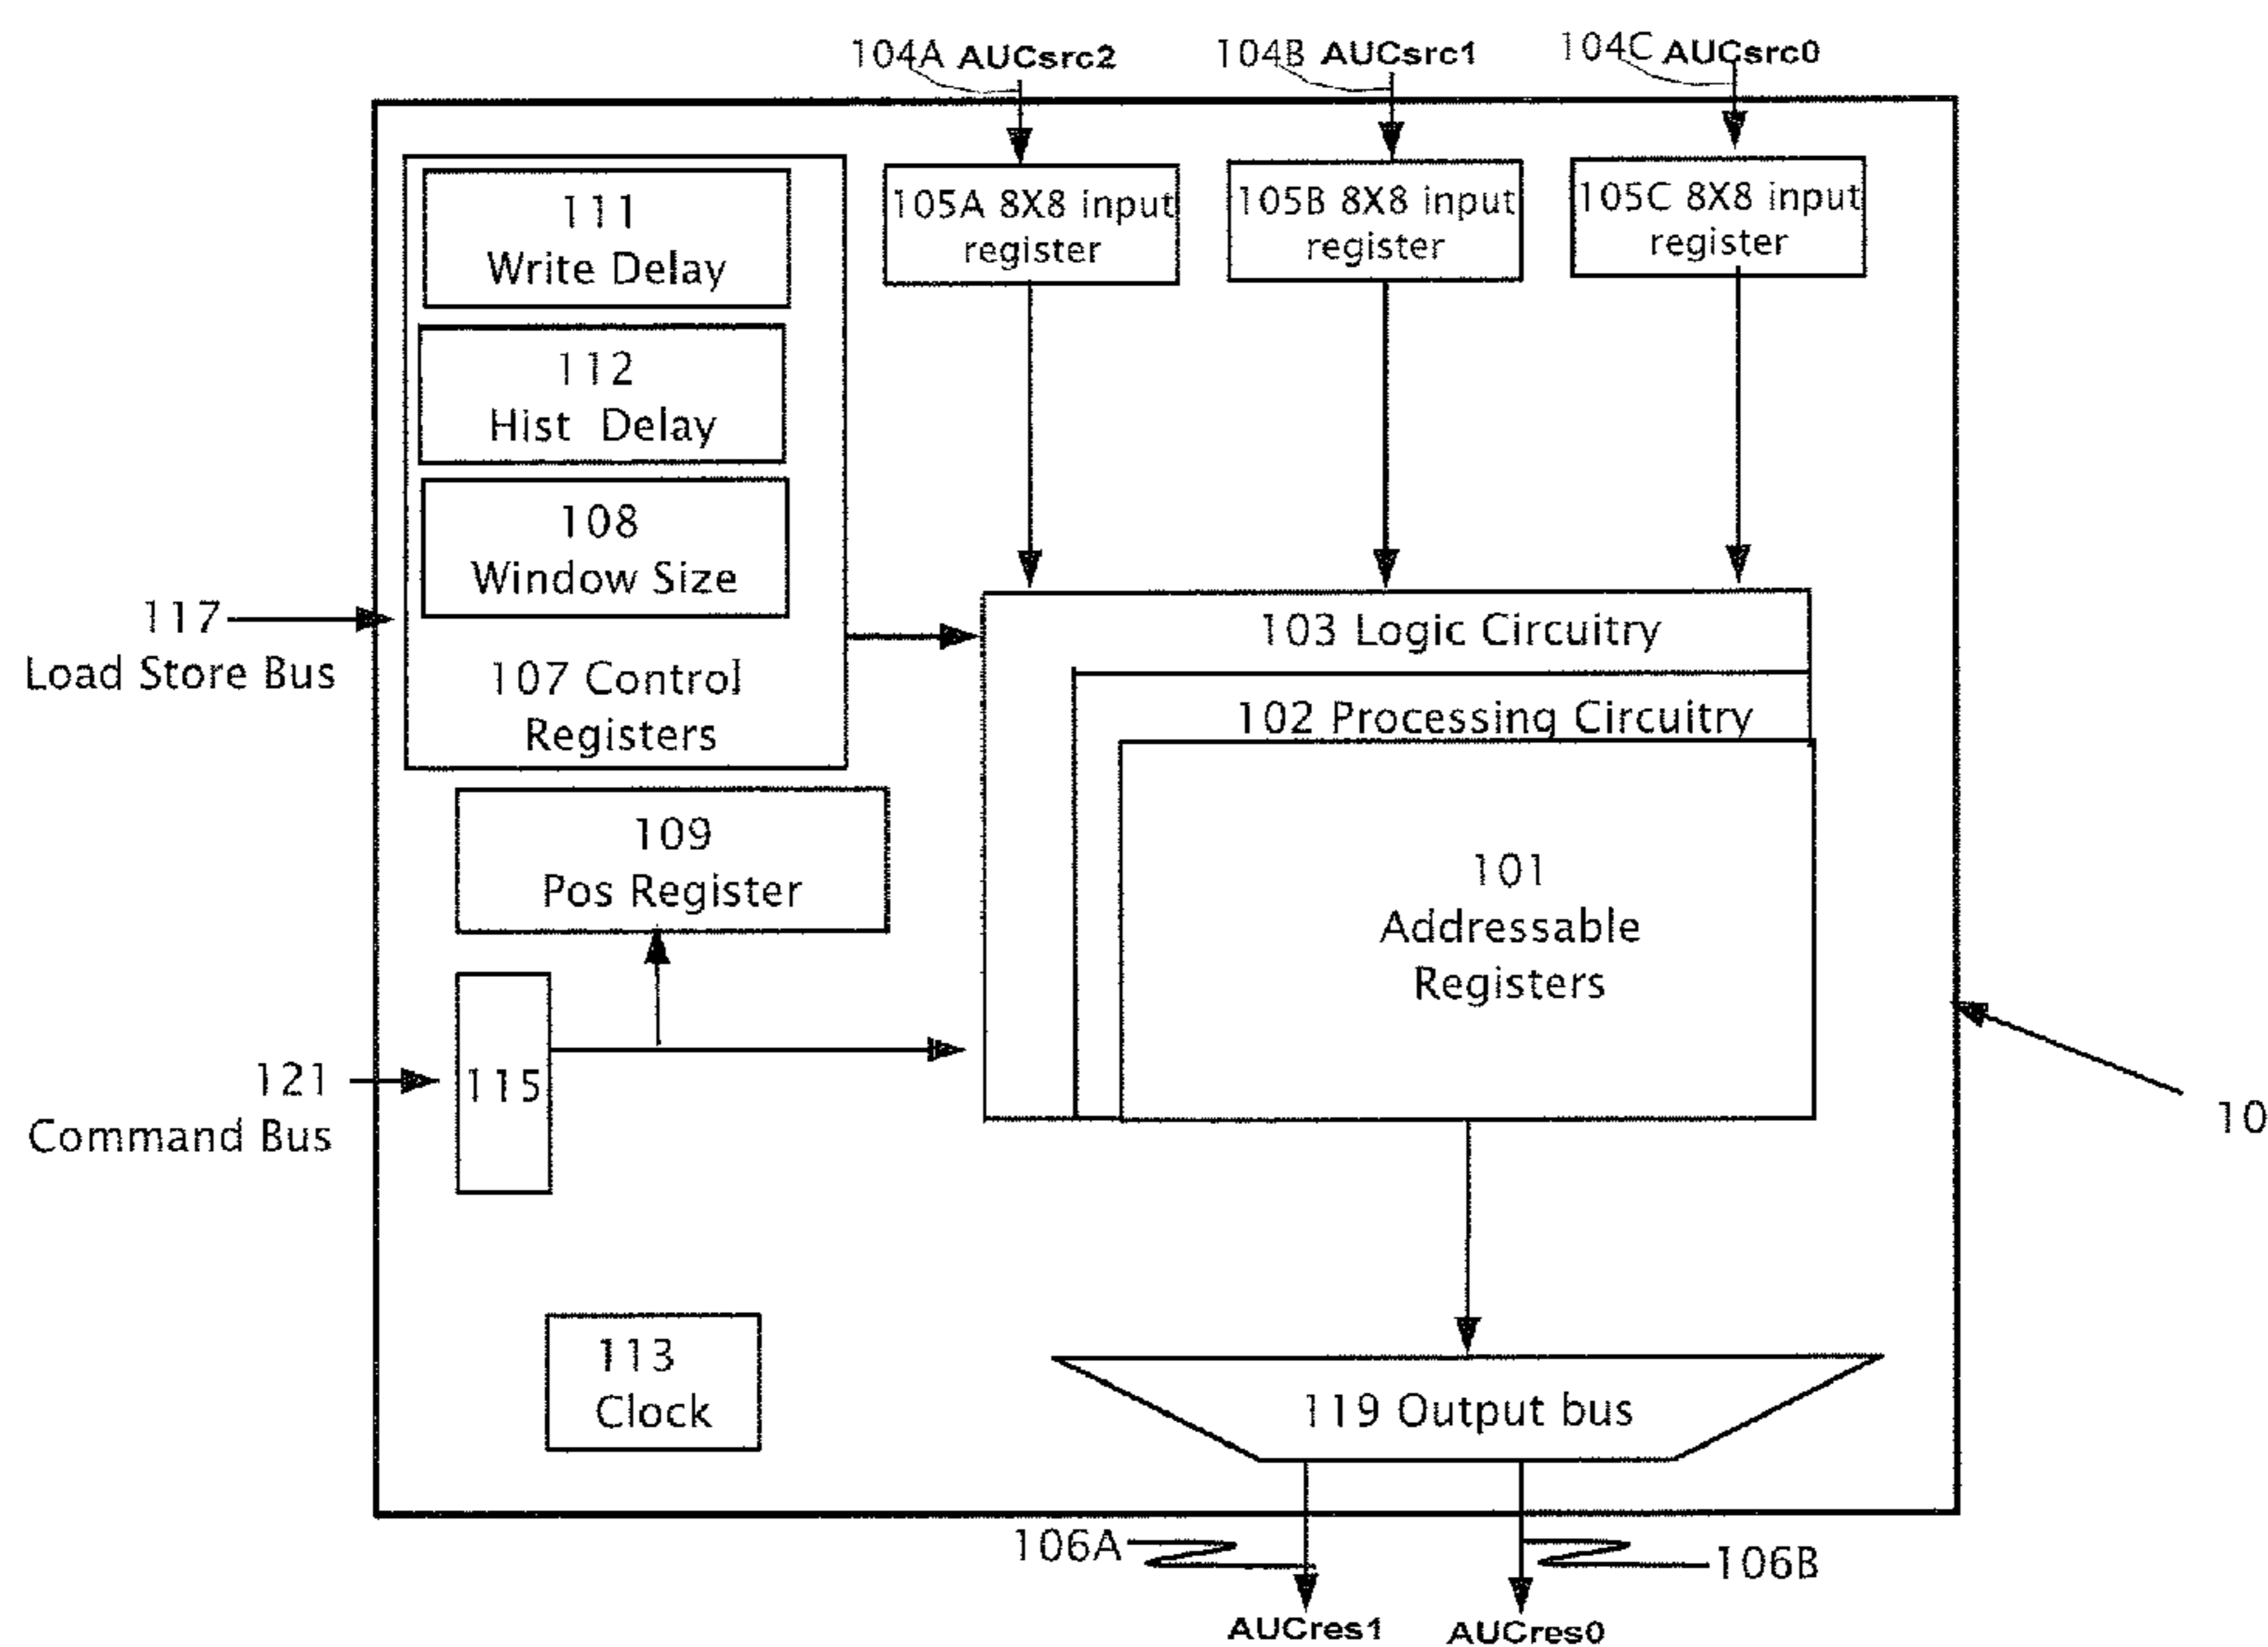 104A AUCsrc2
104B AUCsrc1
104C AUCsrc0
111
Write Delay
112
Hist Delay
108
Window Size
107 Control
Registers
105A 8X8 input
register
105B 8X8 input
register
105C 8X8 input
register
117
Load Store Bus
103 Logic Circuitry
102 Processing Circuitry
101
Addressable
Registers
109
Pos Register
115
121
Command Bus
10
113
Clock
119 Output bus
106A
106B
AUCres1
AUCres0